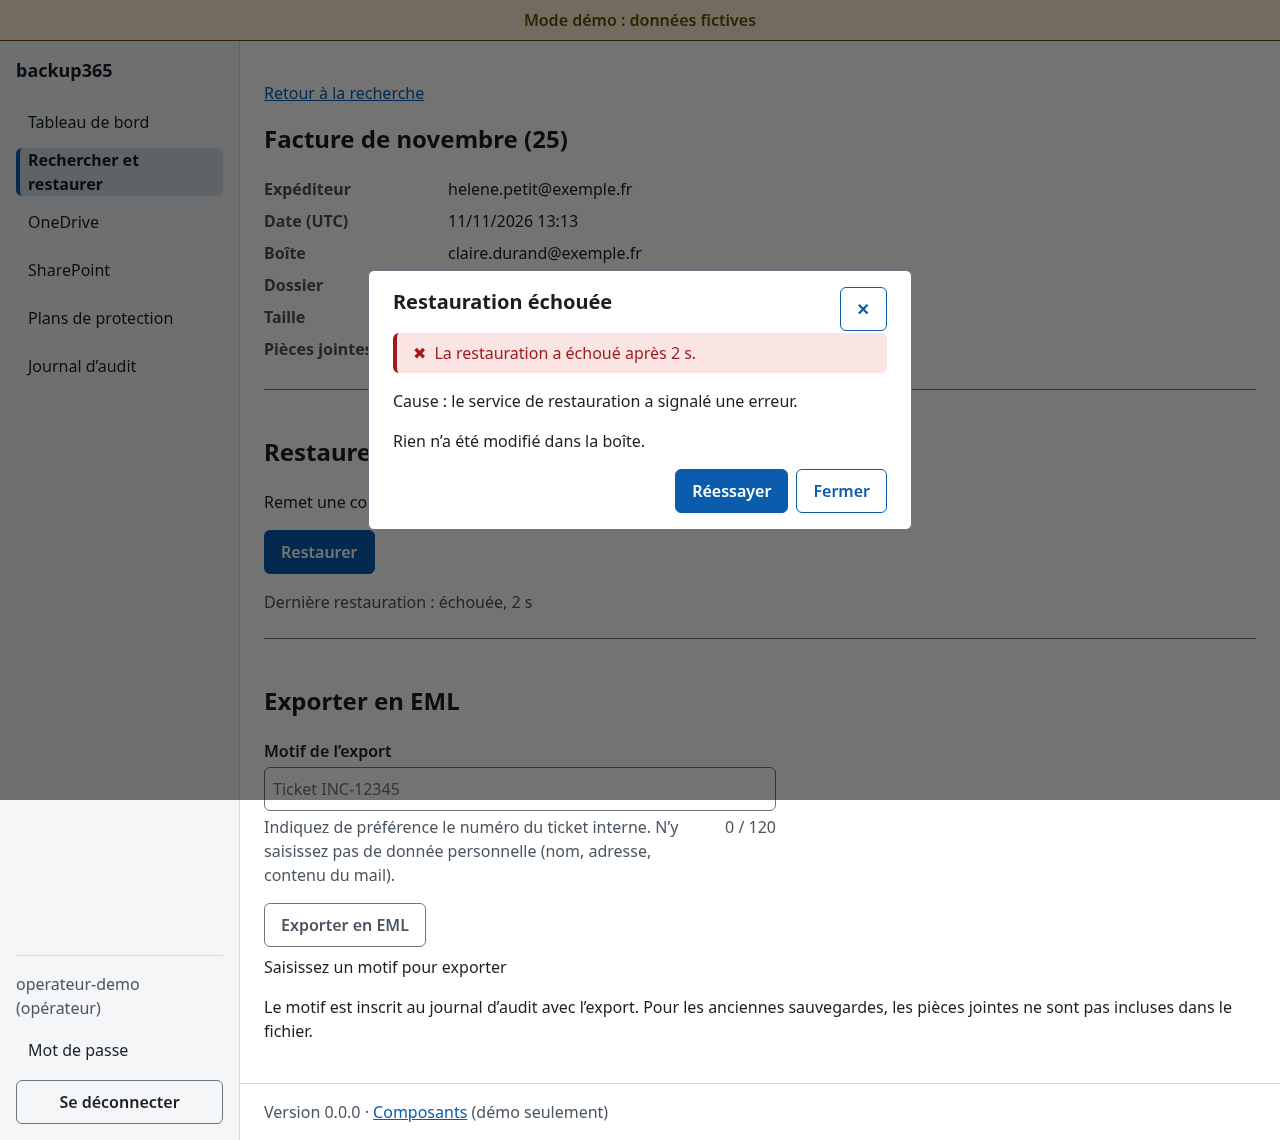 Mode démo : données fictives
backup365
Tableau de bord
Rechercher et
restaurer
OneDrive
SharePoint
Plans de protection
Journal d’audit
operateur-demo
(opérateur)
Mot de passe
Se déconnecter
Retour à la recherche
Facture de novembre (25)
Expéditeur helene.petit@exemple.fr
Date (UTC) 11/11/2026 13:13
Boîte claire.durand@exemple.fr
Dossier
Taille
Pièces jointes
Restauration échouée
×
✖ La restauration a échoué après 2 s.
Cause : le service de restauration a signalé une erreur.
Rien n’a été modifié dans la boîte.
Réessayer Fermer
Restaure
Remet une co
Restaurer
Dernière restauration : échouée, 2 s
Exporter en EML
Motif de l’export
Ticket INC-12345
Indiquez de préférence le numéro du ticket interne. N’y 0 / 120
saisissez pas de donnée personnelle (nom, adresse,
contenu du mail).
Exporter en EML
Saisissez un motif pour exporter
Le motif est inscrit au journal d’audit avec l’export. Pour les anciennes sauvegardes, les pièces jointes ne sont pas incluses dans le
fichier.
Version 0.0.0 · Composants (démo seulement)